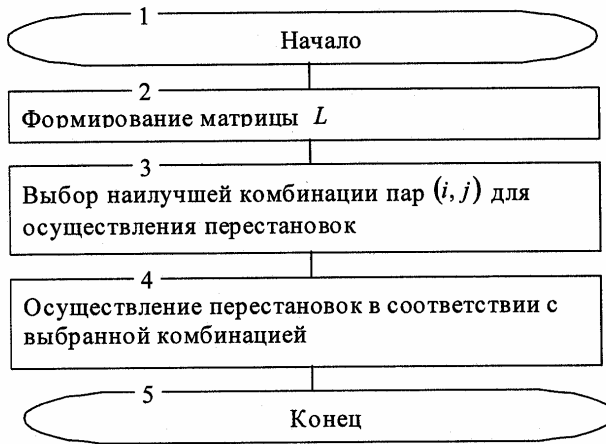 1
Начало
2
Формирование матрицы L
3
Выбор наилучшей комбинации пар (i, j) для
осуществления перестановок
4
Осуществление перестановок в соответствии с
выбранной комбинацией
5
Конец